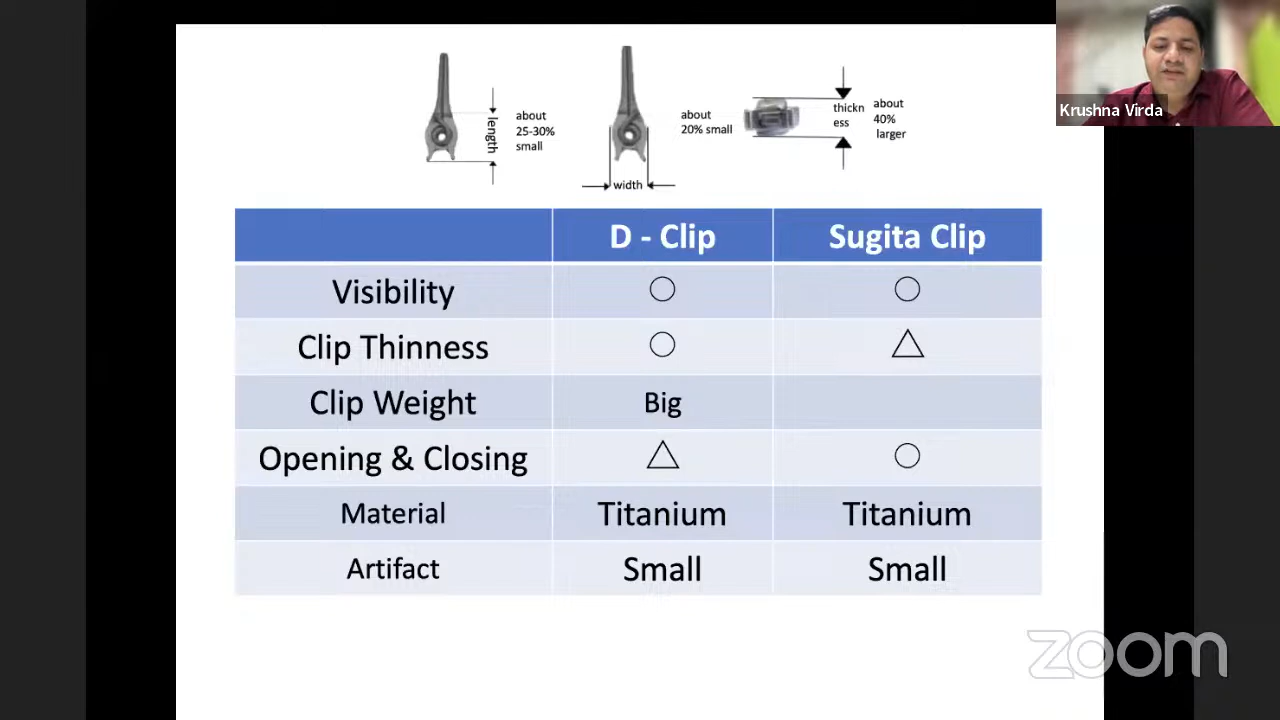 Krushna Virda
length
about
25-30%
small
width
about
20% small
thickn
ess
about
40%
larger
D - Clip Sugita Clip
Visibility ○ ○
Clip Thinness ○ △
Clip Weight Big
Opening & Closing △ ○
Material Titanium Titanium
Artifact Small Small
zoom